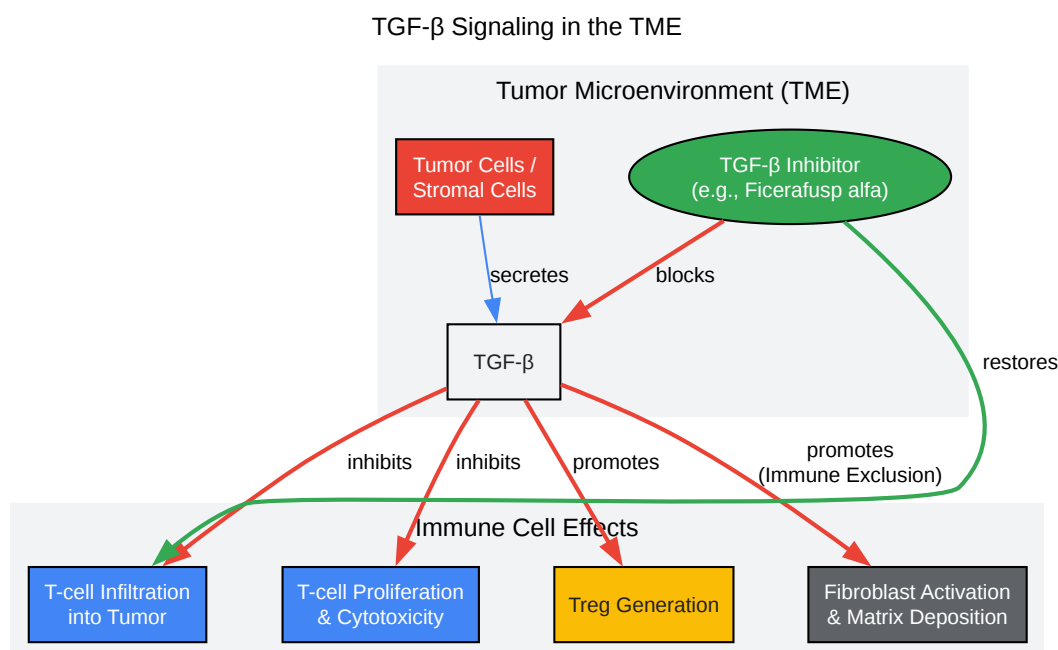 TGF-β Signaling in the TME
Tumor Microenvironment (TME)
Tumor Cells /
Stromal Cells
TGF-β Inhibitor
(e.g., Ficerafusp alfa)
secretes
blocks
TGF-β
restores
inhibits
inhibits
promotes
promotes
(Immune Exclusion)
Immune Cell Effects
T-cell Infiltration
into Tumor
T-cell Proliferation
& Cytotoxicity
Treg Generation
Fibroblast Activation
& Matrix Deposition